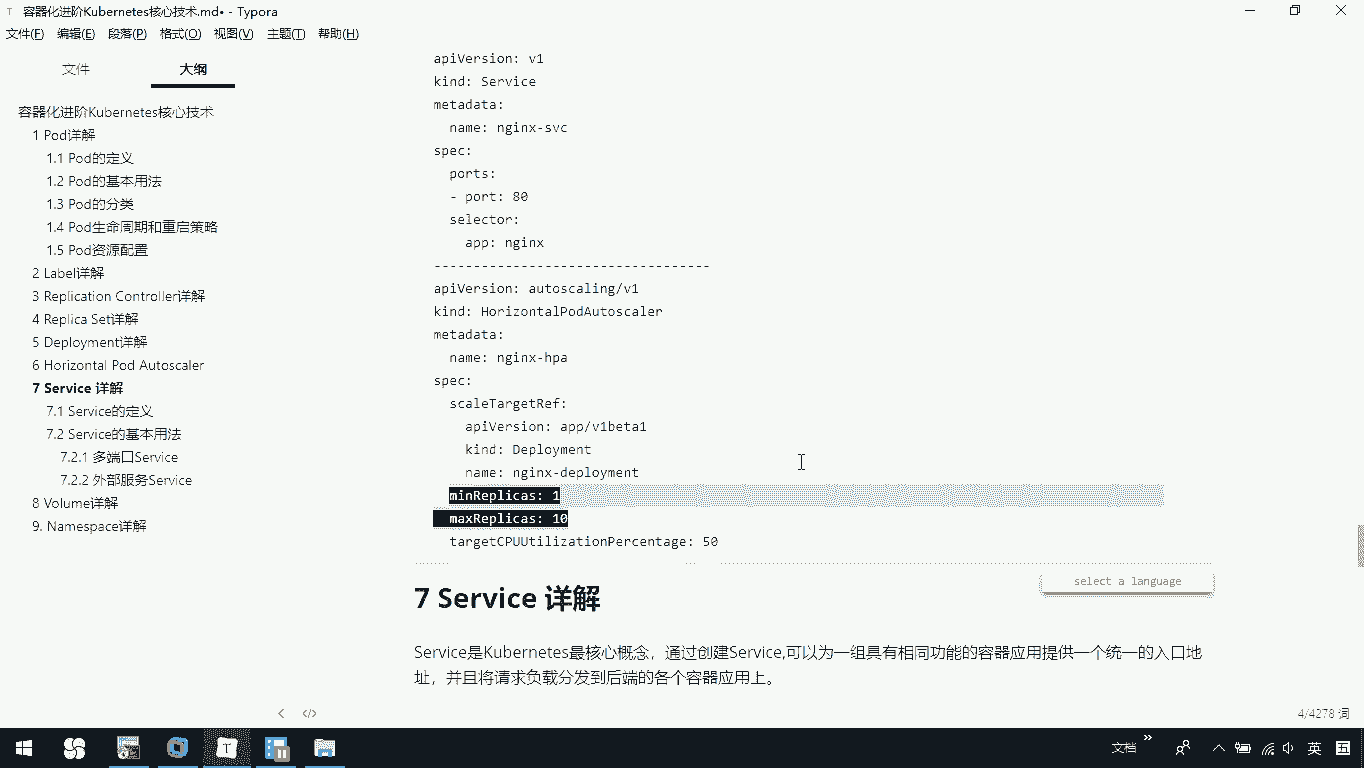 容器化进阶Kubernetes核心技术.md• - Typora
文件(F) 编辑(E) 段落(P) 格式(O) 视图(V) 主题(T) 帮助(H)
文件 大纲
容器化进阶Kubernetes核心技术
1 Pod详解
1.1 Pod的定义
1.2 Pod的基本用法
1.3 Pod的分类
1.4 Pod生命周期和重启策略
1.5 Pod资源配置
2 Label详解
3 Replication Controller详解
4 Replica Set详解
5 Deployment详解
6 Horizontal Pod Autoscaler
7 Service 详解
7.1 Service的定义
7.2 Service的基本用法
7.2.1 多端口Service
7.2.2 外部服务Service
8 Volume详解
9. Namespace详解
apiVersion: v1
kind: Service
metadata:
  name: nginx-svc
spec:
  ports:
  - port: 80
  selector:
    app: nginx
-----------------------------------
apiVersion: autoscaling/v1
kind: HorizontalPodAutoscaler
metadata:
  name: nginx-hpa
spec:
  scaleTargetRef:
    apiVersion: app/v1beta1
    kind: Deployment
    name: nginx-deployment
  minReplicas: 1
  maxReplicas: 10
  targetCPUUtilizationPercentage: 50
select a language
7 Service 详解
Service是Kubernetes最核心概念，通过创建Service,可以为一组具有相同功能的容器应用提供一个统一的入口地
址，并且将请求负载分发到后端的各个容器应用上。
4/4278 词
文档 英 五